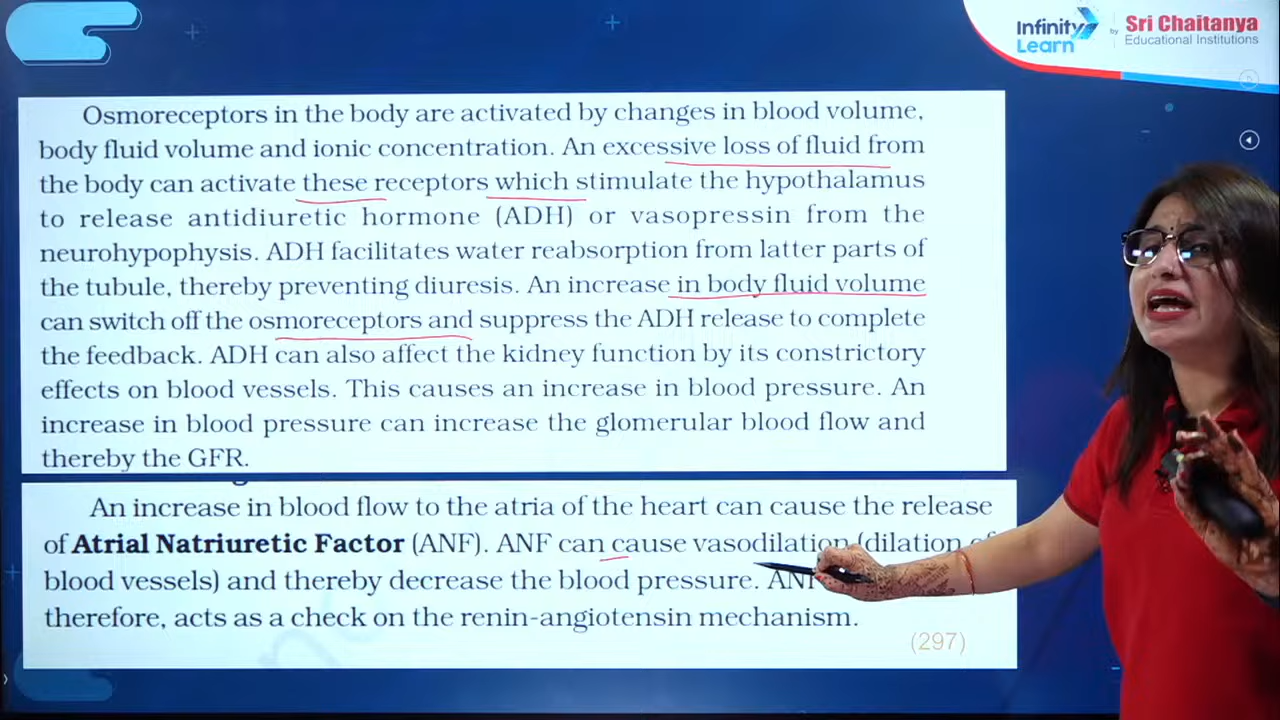 Infinity Learn by Sri Chaitanya Educational Institutions
Osmoreceptors in the body are activated by changes in blood volume,
body fluid volume and ionic concentration. An excessive loss of fluid from
the body can activate these receptors which stimulate the hypothalamus
to release antidiuretic hormone (ADH) or vasopressin from the
neurohypophysis. ADH facilitates water reabsorption from latter parts of
the tubule, thereby preventing diuresis. An increase in body fluid volume
can switch off the osmoreceptors and suppress the ADH release to complete
the feedback. ADH can also affect the kidney function by its constrictory
effects on blood vessels. This causes an increase in blood pressure. An
increase in blood pressure can increase the glomerular blood flow and
thereby the GFR.
An increase in blood flow to the atria of the heart can cause the release
of Atrial Natriuretic Factor (ANF). ANF can cause vasodilation (dilation of
blood vessels) and thereby decrease the blood pressure.
therefore, acts as a check on the renin-angiotensin mechanism.
(297)